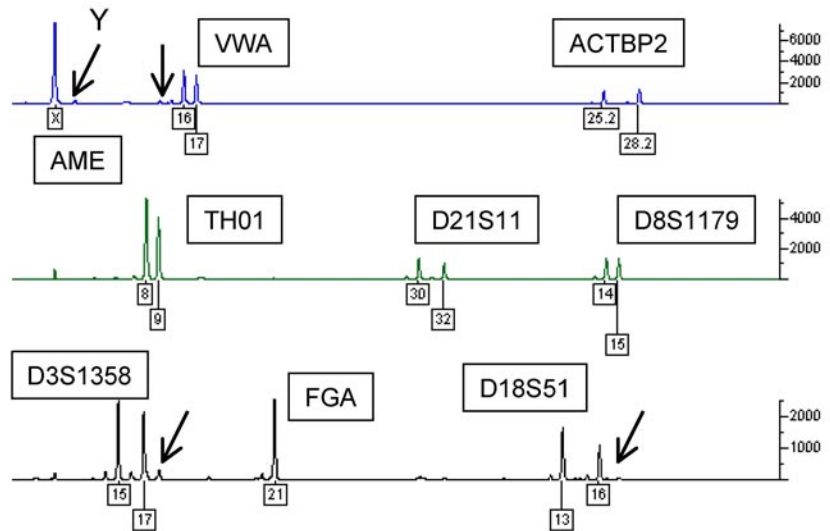 Y
VWA ACTBP2
6000
4000
2000
X 16 25.2
17 28.2
AME
TH01 D21S11 D8S1179
4000
2000
8 30 14
9 32
15
D3S1358
FGA D18S51
2000
1000
15 21 16
17 13